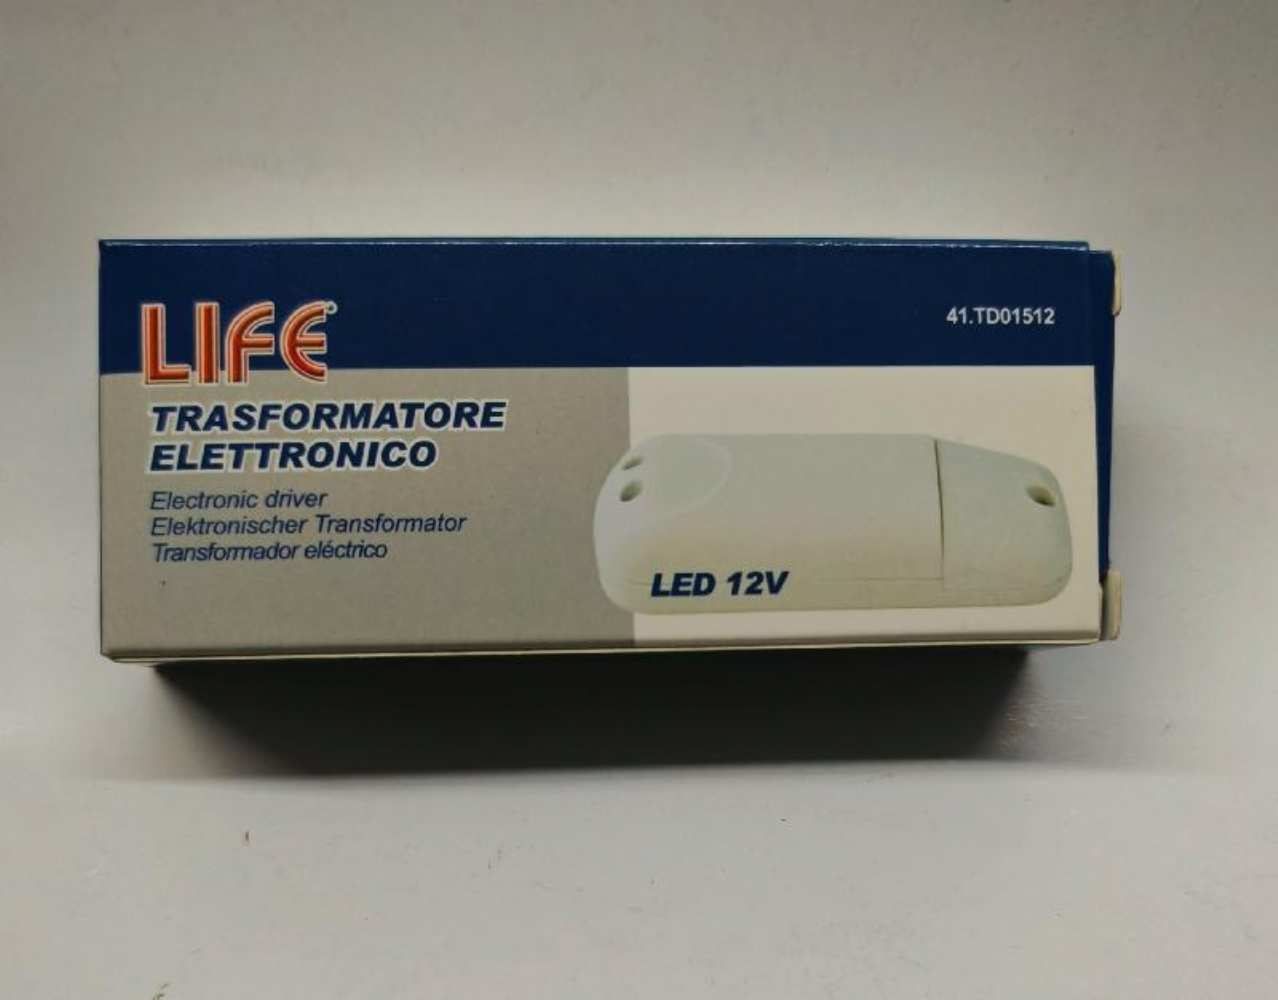 LIFE
41.TD01512
TRASFORMATORE
ELETTRONICO
Electronic driver
Elektronischer Transformator
Transformador eléctrico
LED 12V